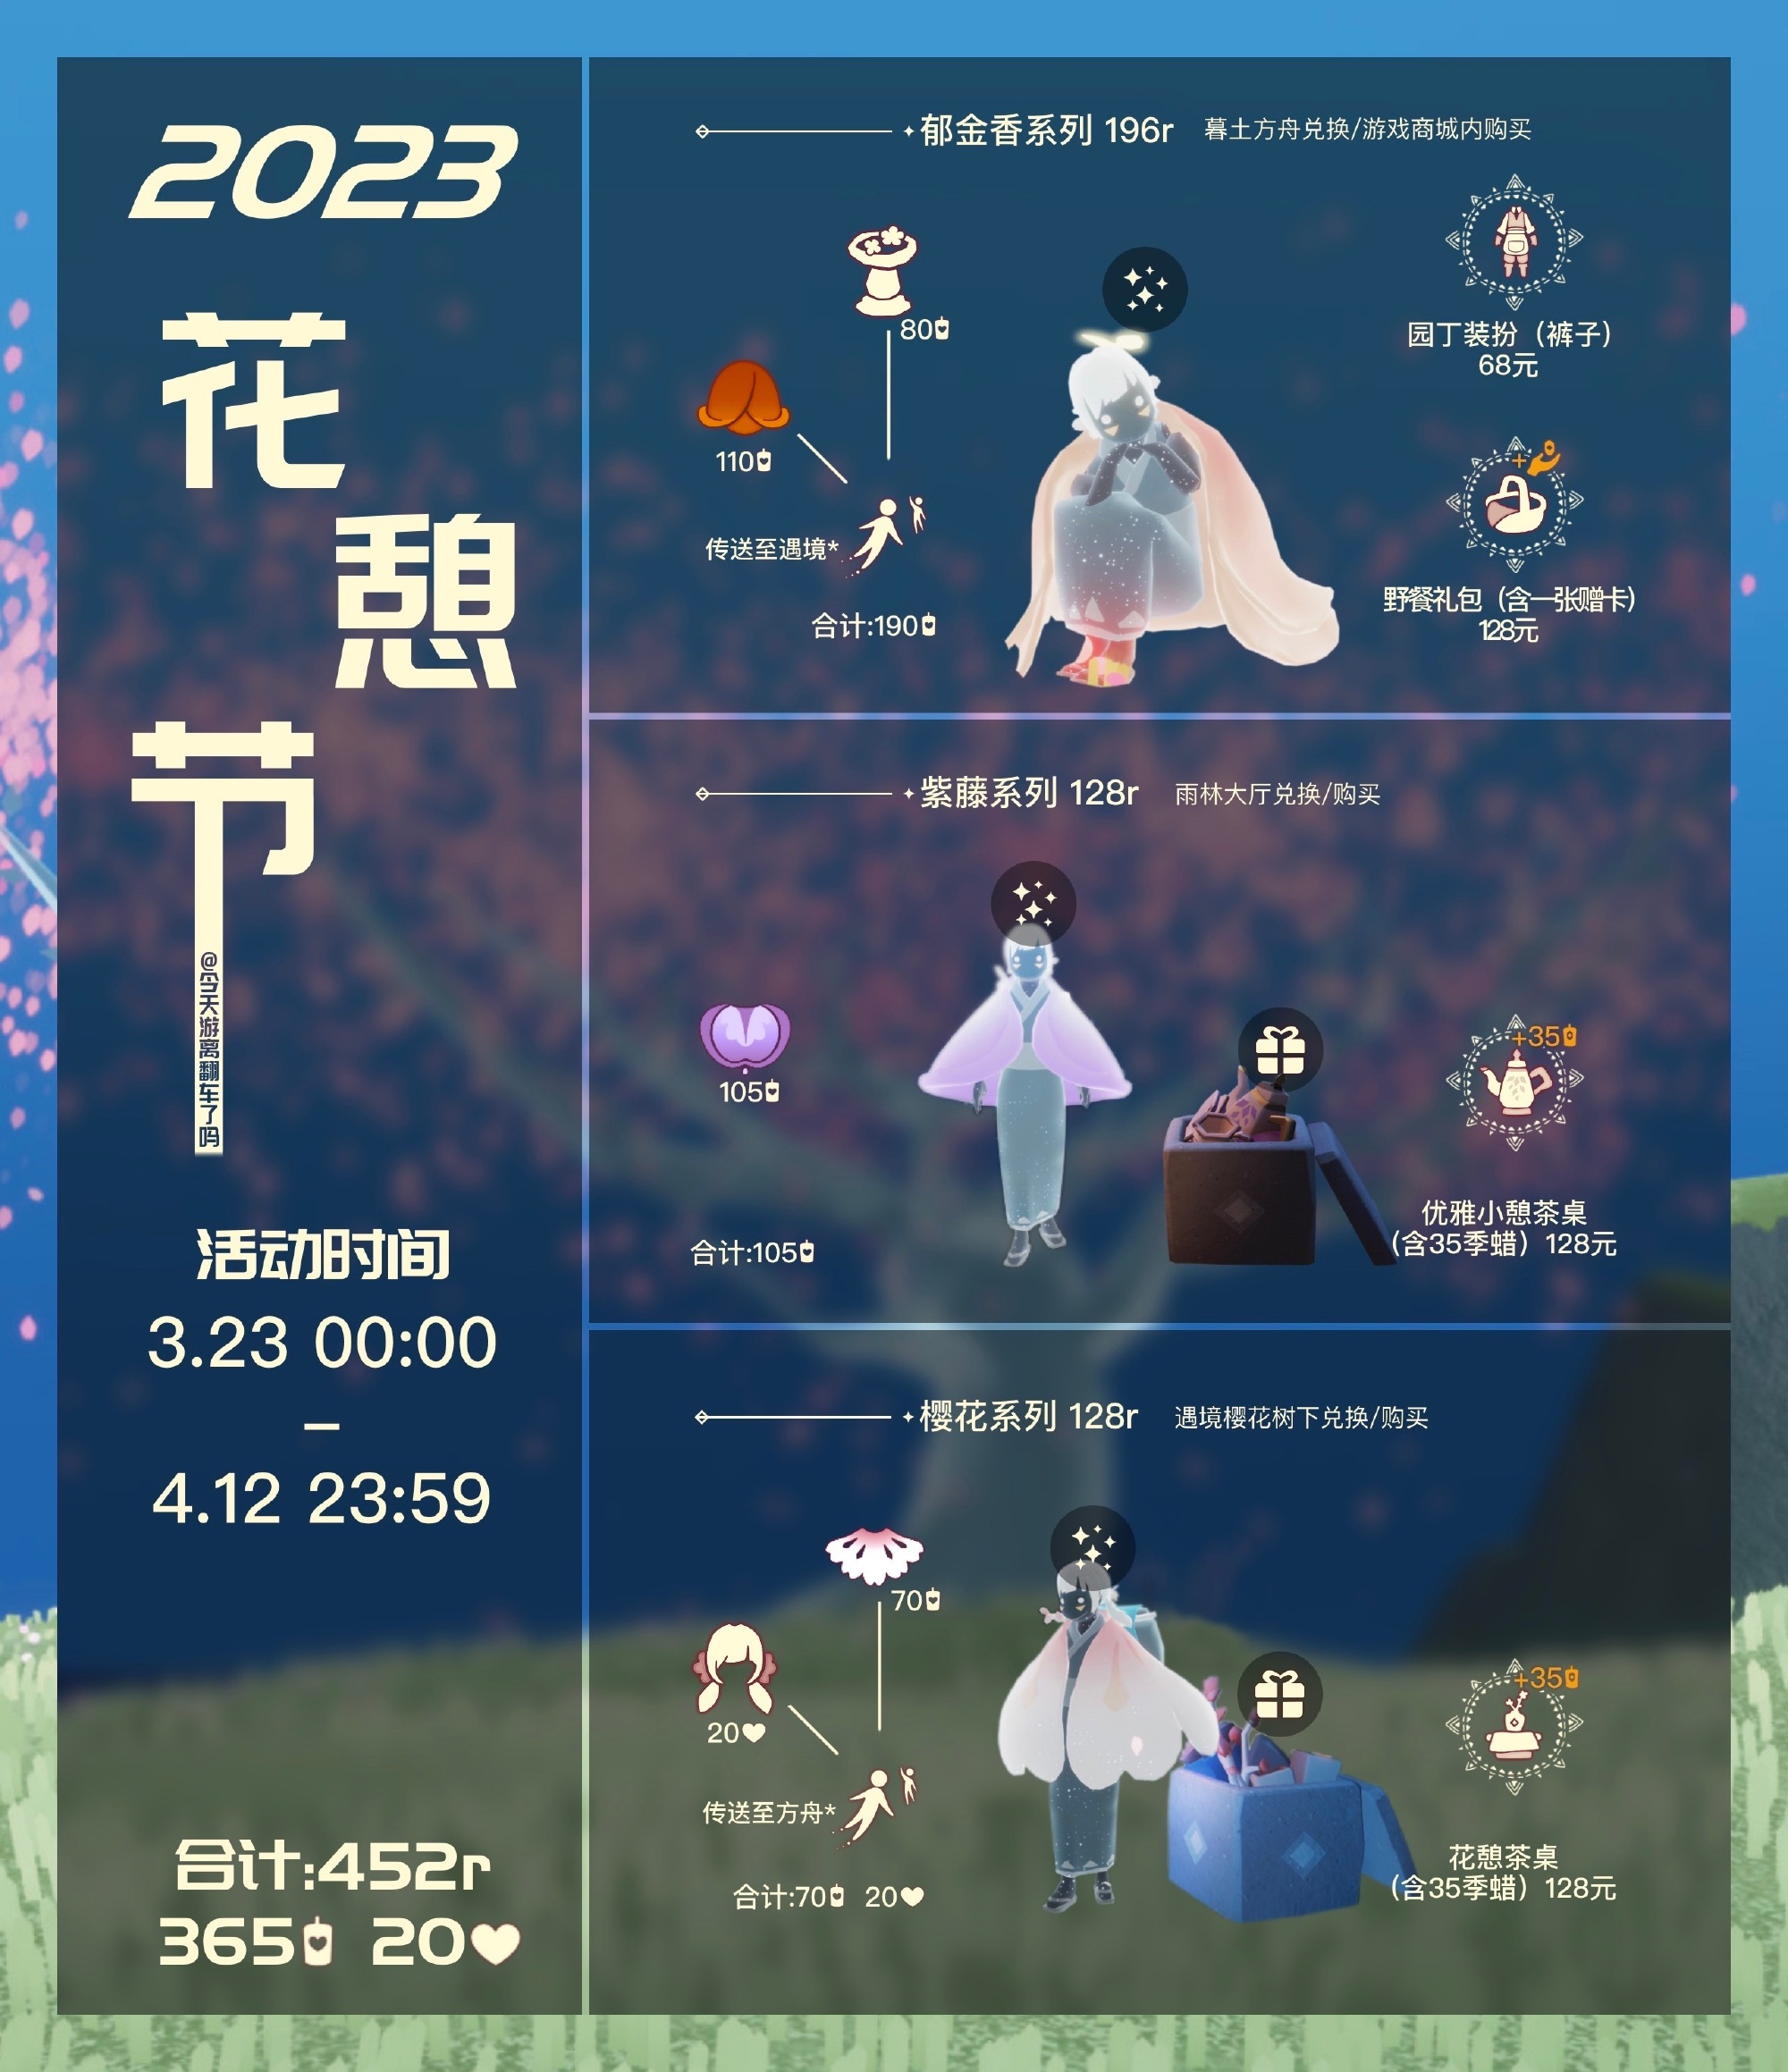 2023
花
憩
节
@今天游离翻车了吗
活动时间
3.23 00:00
—
4.12 23:59
合计:452r
365 20
郁金香系列 196r 暮土方舟兑换/游戏商城内购买
80
110
传送至遇境*
合计:190
园丁装扮（裤子）
68元
+
野餐礼包（含一张赠卡）
128元
紫藤系列 128r 雨林大厅兑换/购买
105
合计:105
+35
优雅小憩茶桌
(含35季蜡）128元
樱花系列 128r 遇境樱花树下兑换/购买
70
20
传送至方舟*
合计:70 20
+35
花憩茶桌
(含35季蜡）128元